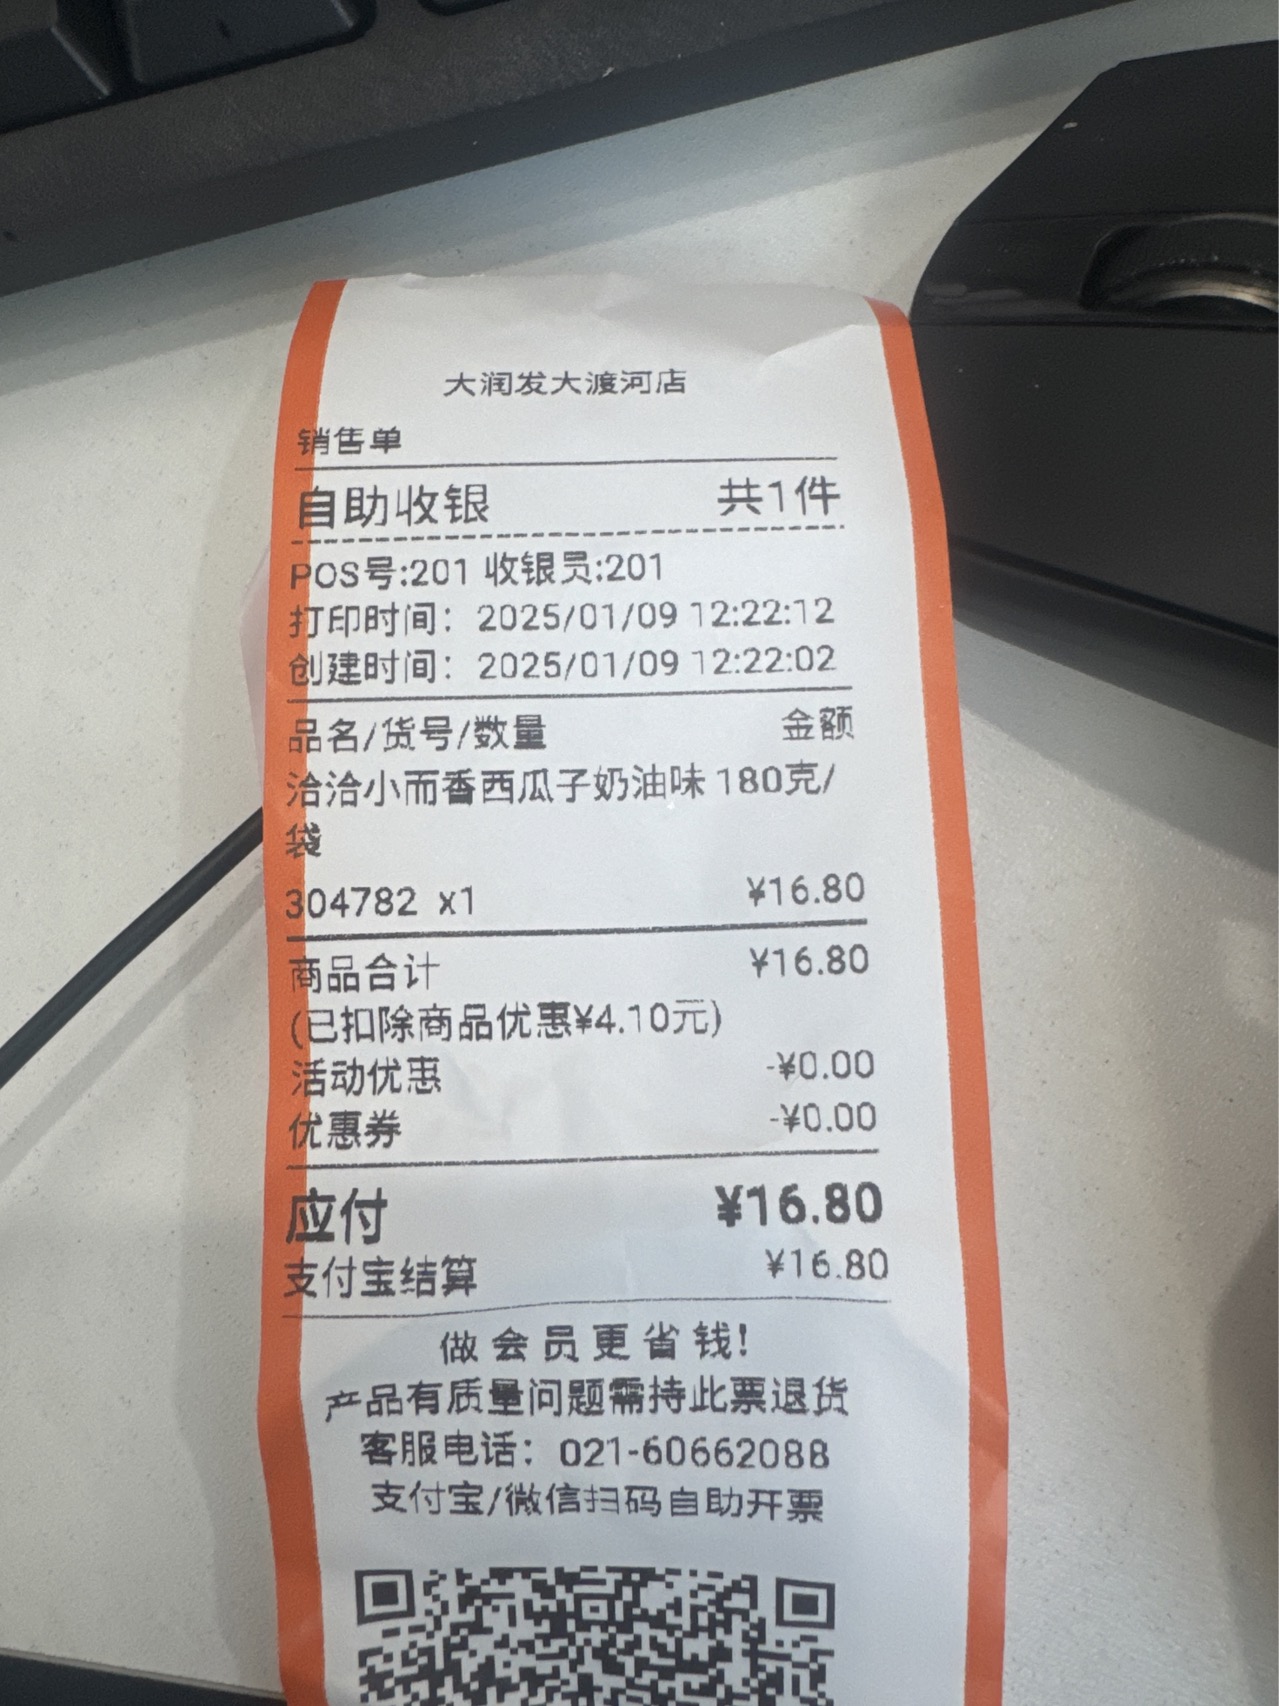 大润发大渡河店
销售单
自助收银 共1件
POS号:201 收银员:201
打印时间：2025/01/09 12:22:12
创建时间：2025/01/09 12:22:02
品名/货号/数量 金额
洽洽小而香西瓜子奶油味 180克/
袋
304782 x1 ¥16.80
商品合计 ¥16.80
(已扣除商品优惠¥4.10元)
活动优惠 -¥0.00
优惠券 -¥0.00
应付 ¥16.80
支付宝结算 ¥16.80
做会员更省钱!
产品有质量问题需持此票退货
客服电话：021-60662088
支付宝/微信扫码自助开票